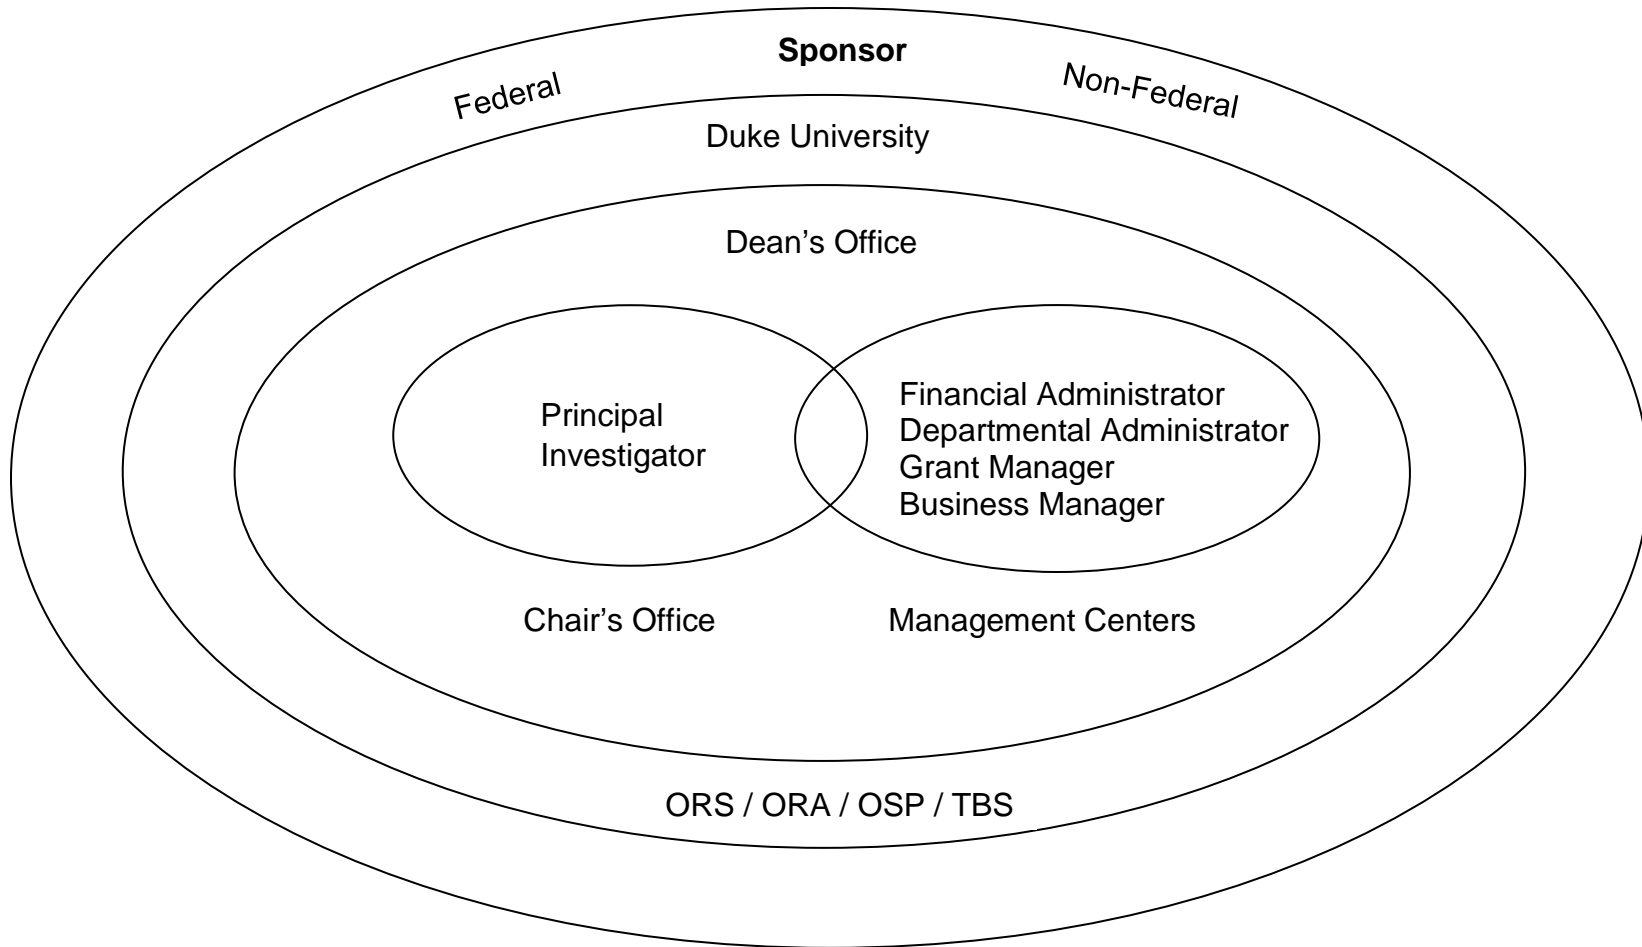 Sponsor
Federal
Non-Federal
Duke University
Dean’s Office
Principal
Investigator
Financial Administrator
Departmental Administrator
Grant Manager
Business Manager
Chair’s Office
Management Centers
ORS / ORA / OSP / TBS